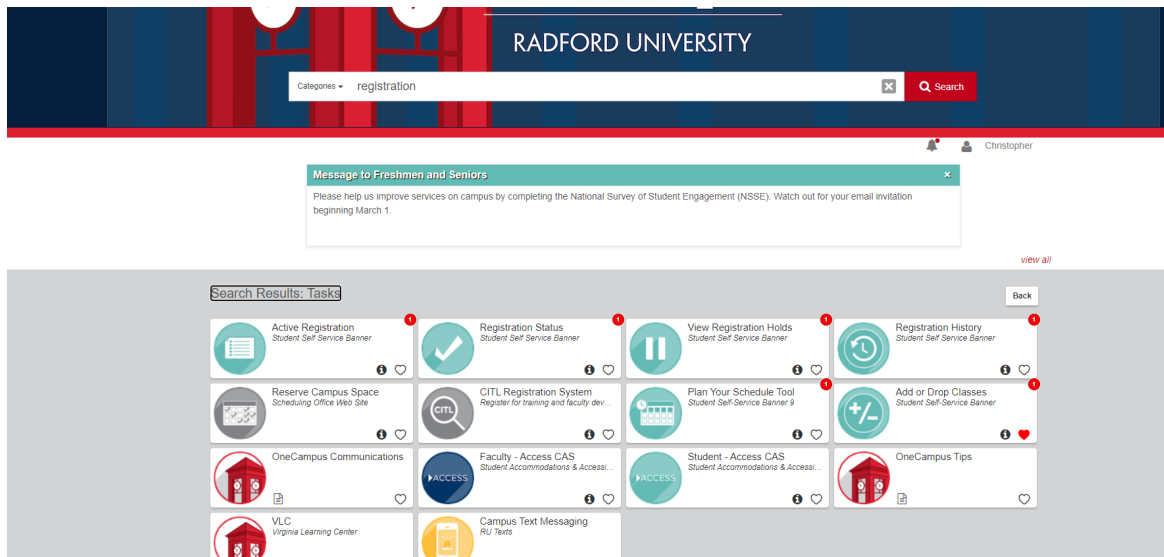 RADFORD UNIVERSITY
Categories registration Search
Christopher
Message to Freshmen and Seniors ×
Please help us improve services on campus by completing the National Survey of Student Engagement (NSSE). Watch out for your email invitation
beginning March 1.
view all
Search Results: Tasks
Back
Active Registration
Student Self Service Banner
1
Registration Status
Student Self Service Banner
1
View Registration Holds
Student Self Service Banner
1
Registration History
Student Self Service Banner
1
Reserve Campus Space
Scheduling Office Web Site
CITL
CITL Registration System
Register for training and faculty dev...
Plan Your Schedule Tool
Student Self-Service Banner 9
1
+/-
Add or Drop Classes
Student Self-Service Banner
1
OneCampus Communications
ACCESS
Faculty - Access CAS
Student Accommodations & Accessi...
ACCESS
Student - Access CAS
Student Accommodations & Accessi...
OneCampus Tips
VLC
Virginia Learning Center
Campus Text Messaging
RU Texts